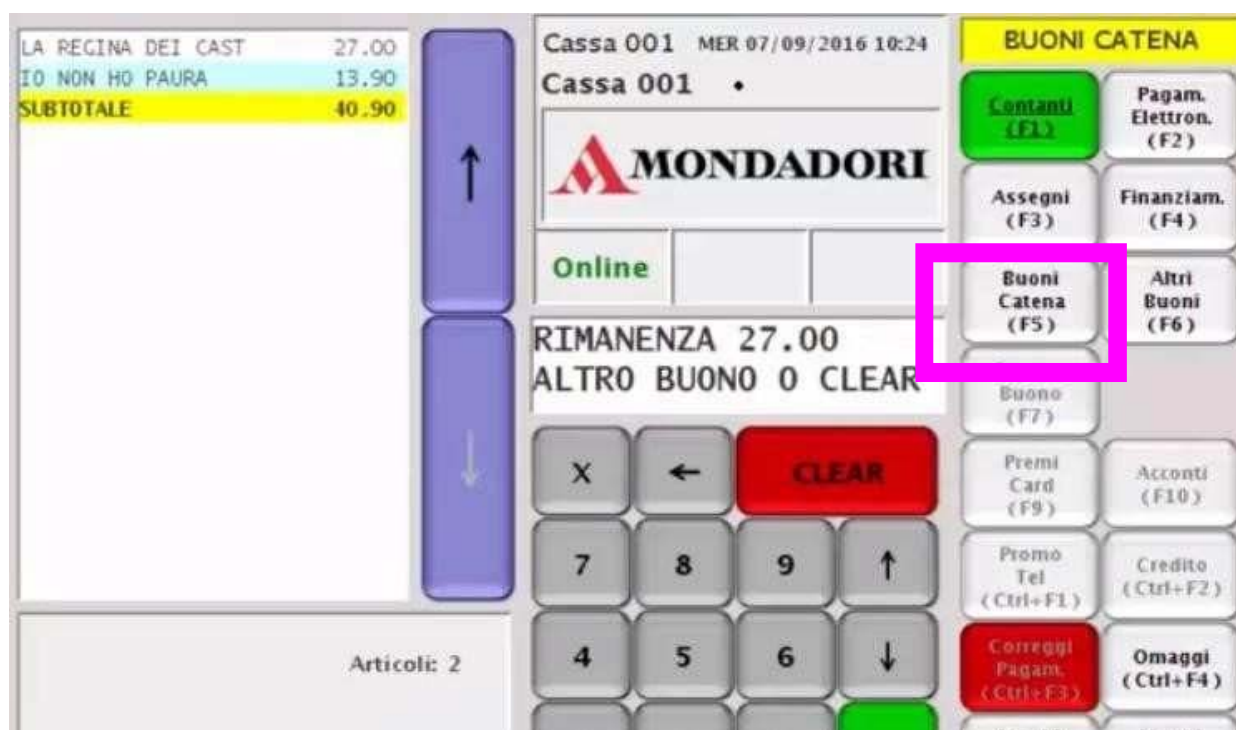 LA REGINA DEI CAST 27.00
IO NON HO PAURA 13.90
SUBTOTALE 40.90
Articoli: 2
Cassa 001 MER 07/09/2016 10:24
Cassa 001 •
MONDADORI
Online
RIMANENZA 27.00
ALTRO BUONO O CLEAR
X ← CLEAR
7 8 9 ↑
4 5 6 ↓
BUONI CATENA
Contanti
(F1)
Pagam.
Elettron.
(F2)
Assegni
(F3)
Finanziam.
(F4)
Buoni
Catena
(F5)
Altri
Buoni
(F6)
Buono
(F7)
Premi
Card
(F9)
Acconti
(F10)
Promo
Tel
(Ctrl+F1)
Credito
(Ctrl+F2)
Correggi
Pagam.
(Ctrl+F3)
Omaggi
(Ctrl+F4)